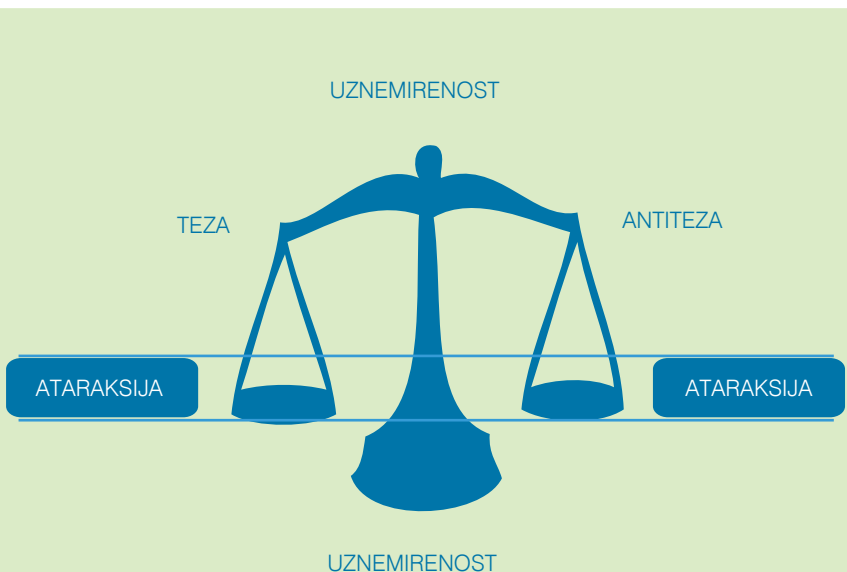 UZNEMIRENOST
TEZA
ANTITEZA
ATARAKSIJA
ATARAKSIJA
UZNEMIRENOST